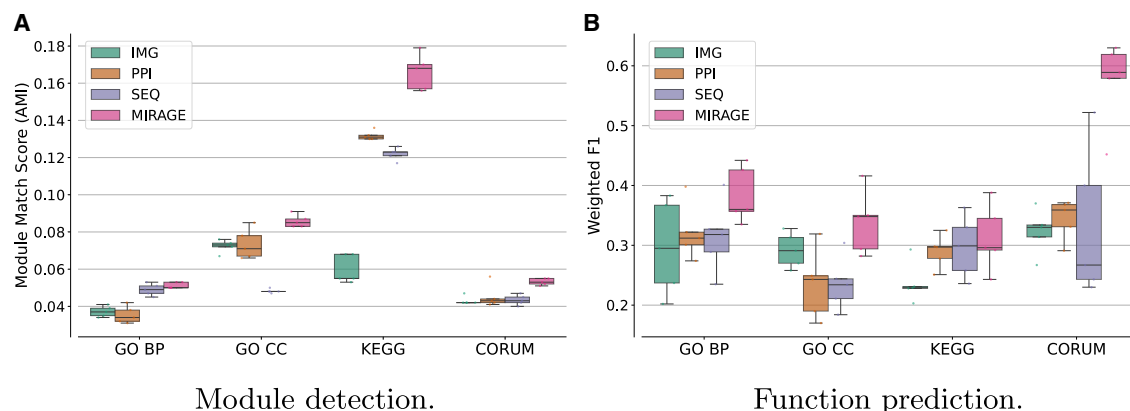 A
B
Module Match Score (AMI)
0.18
0.16
0.14
0.12
0.10
0.08
0.06
0.04
IMG
PPI
SEQ
MIRAGE
GO BP
GO CC
KEGG
CORUM
Module detection.
Weighted F1
0.6
0.5
0.4
0.3
0.2
IMG
PPI
SEQ
MIRAGE
GO BP
GO CC
KEGG
CORUM
Function prediction.